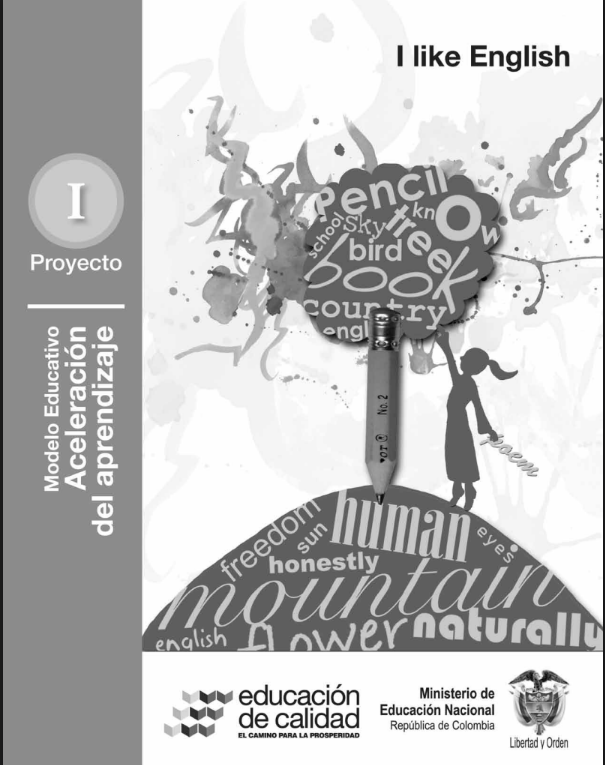 I like English
I
Proyecto
Modelo Educativo
Aceleración
del aprendizaje
Pencil
know
school
Sky
tree
bird
book
country
engl
No. 2
poem
human
freedom
sun
eyes
honestly
mountain
english
flower
naturally
educación
de calidad
EL CAMINO PARA LA PROSPERIDAD
Ministerio de
Educación Nacional
República de Colombia
Libertad y Orden